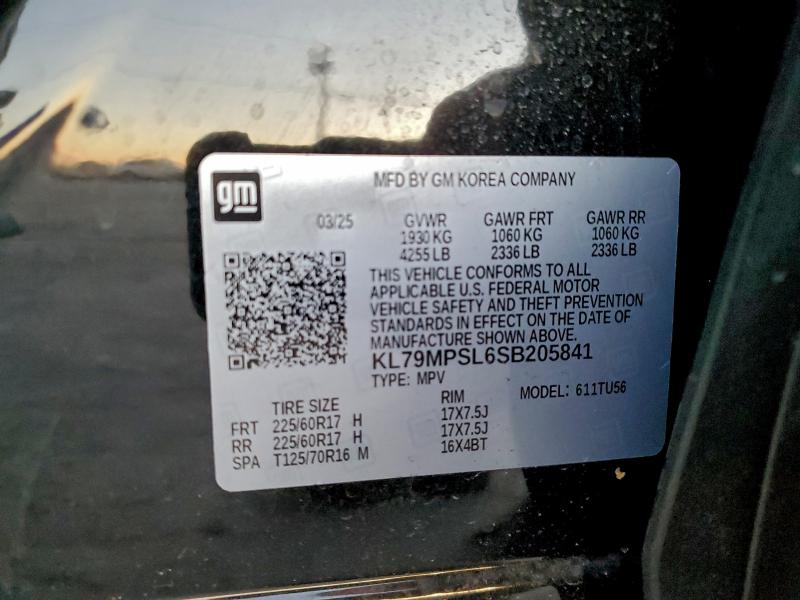 gm
MFD BY GM KOREA COMPANY
03/25 GVWR GAWR FRT GAWR RR
1930 KG 1060 KG 1060 KG
4255 LB 2336 LB 2336 LB
THIS VEHICLE CONFORMS TO ALL
APPLICABLE U.S. FEDERAL MOTOR
VEHICLE SAFETY AND THEFT PREVENTION
STANDARDS IN EFFECT ON THE DATE OF
MANUFACTURE SHOWN ABOVE.
KL79MPSL6SB205841
TYPE: MPV MODEL: 611TU56
TIRE SIZE RIM
FRT 225/60R17 H 17X7.5J
RR 225/60R17 H 17X7.5J
SPA T125/70R16 M 16X4BT